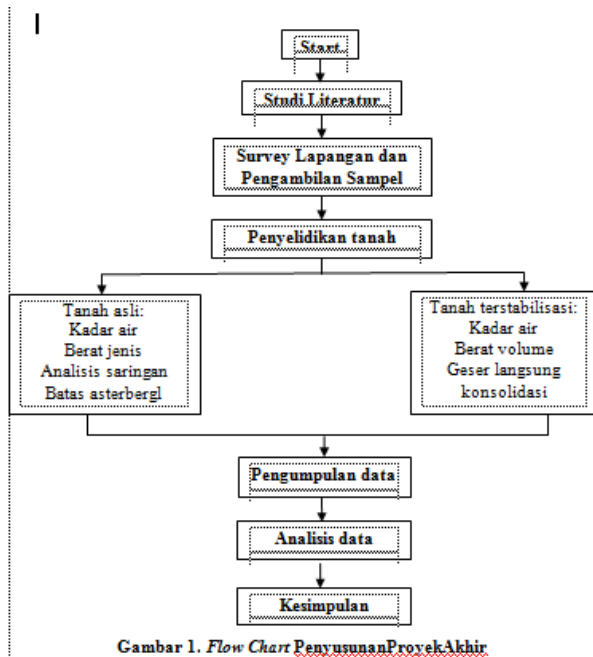 Start
Studi Literatur
Survey Lapangan dan
Pengambilan Sampel
Penyelidikan tanah
Tanah asli:
Kadar air
Berat jenis
Analisis saringan
Batas asterbergl
Tanah terstabilisasi:
Kadar air
Berat volume
Geser langsung
konsolidasi
Pengumpulan data
Analisis data
Kesimpulan
Gambar 1. Flow Chart PenyusunanProyekAkhir